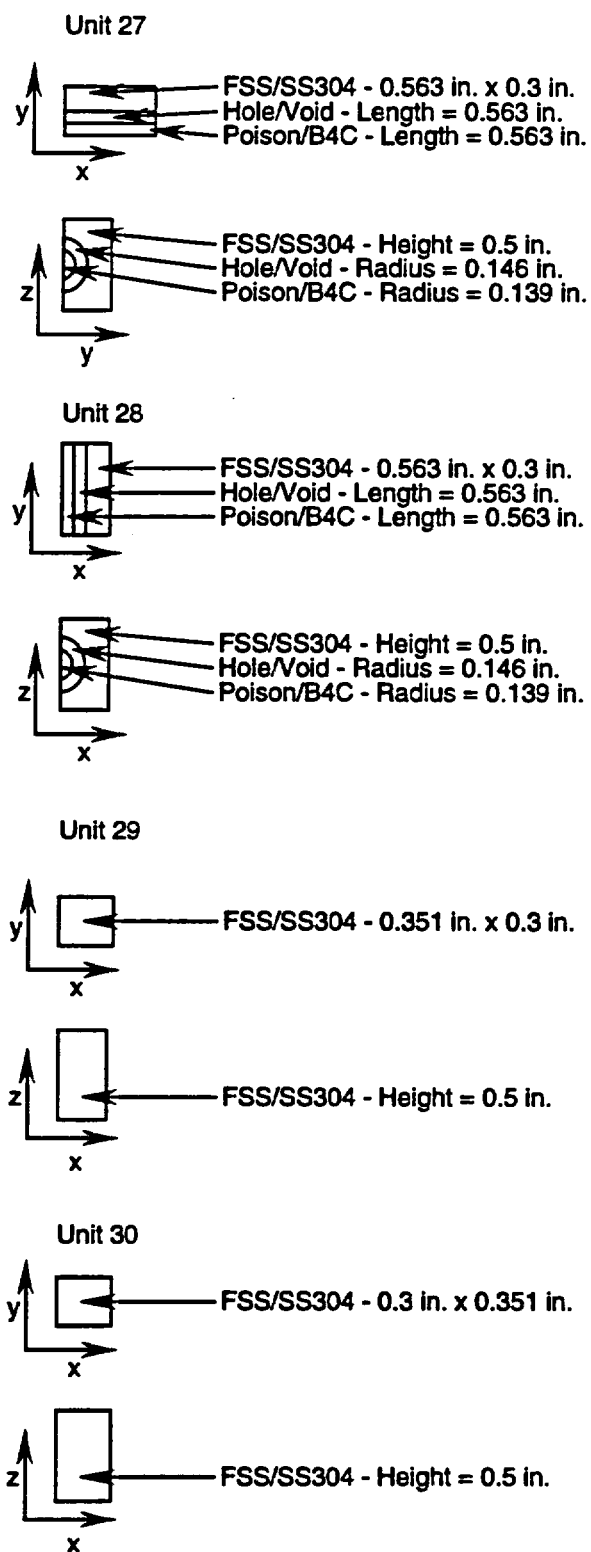 Unit 27
y
FSS/SS304 - 0.563 in. x 0.3 in.
Hole/Void - Length = 0.563 in.
Poison/B4C - Length = 0.563 in.
x
z
FSS/SS304 - Height = 0.5 in.
Hole/Void - Radius = 0.146 in.
Poison/B4C - Radius = 0.139 in.
y
Unit 28
y
FSS/SS304 - 0.563 in. x 0.3 in.
Hole/Void - Length = 0.563 in.
Poison/B4C - Length = 0.563 in.
x
z
FSS/SS304 - Height = 0.5 in.
Hole/Void - Radius = 0.146 in.
Poison/B4C - Radius = 0.139 in.
x
Unit 29
y
FSS/SS304 - 0.351 in. x 0.3 in.
x
z
FSS/SS304 - Height = 0.5 in.
x
Unit 30
y
FSS/SS304 - 0.3 in. x 0.351 in.
x
z
FSS/SS304 - Height = 0.5 in.
x